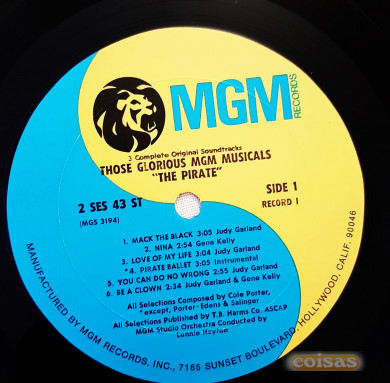 MGM
RECORDS
3 Complete Original Soundtracks
THOSE GLORIOUS MGM MUSICALS
"THE PIRATE"
2 SES 43 ST
(MGS 3194)
SIDE 1
RECORD I
1. MACK THE BLACK 3:05 Judy Garland
2. NINA 2:54 Gene Kelly
3. LOVE OF MY LIFE 3:04 Judy Garland
*4. PIRATE BALLET 3:05 Instrumental
5. YOU CAN DO NO WRONG 2:55 Judy Garland
6. BE A CLOWN 2:34 Judy Garland & Gene Kelly
All Selections Composed by Cole Porter,
*except, Porter-Edens & Salinger
All Selections Published by T.B. Harms Co. ASCAP
MGM Studio Orchestra Conducted by
Lennie Hayton
MANUFACTURED BY MGM RECORDS, INC., 7165 SUNSET BOULEVARD-HOLLYWOOD, CALIF. 90046
coisas